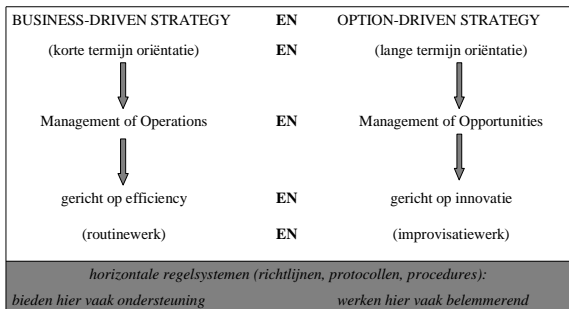 BUSINESS-DRIVEN STRATEGY EN OPTION-DRIVEN STRATEGY
(korte termijn oriëntatie) EN (lange termijn oriëntatie)
Management of Operations EN Management of Opportunities
gericht op efficiency EN gericht op innovatie
(routinewerk) EN (improvisatiewerk)
horizontale regelsystemen (richtlijnen, protocollen, procedures):
bieden hier vaak ondersteuning werken hier vaak belemmerend